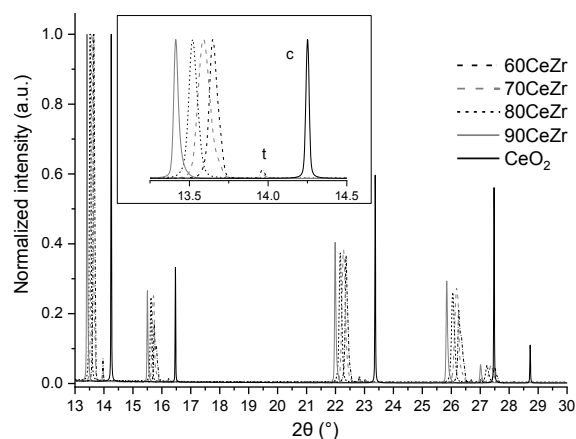 Normalized intensity (a.u.)
1.0
0.8
0.6
0.4
0.2
0.0
c
t
13.5
14.0
14.5
60CeZr
70CeZr
80CeZr
90CeZr
CeO₂
13 14 15 16 17 18 19 20 21 22 23 24 25 26 27 28 29 30
2θ (°)